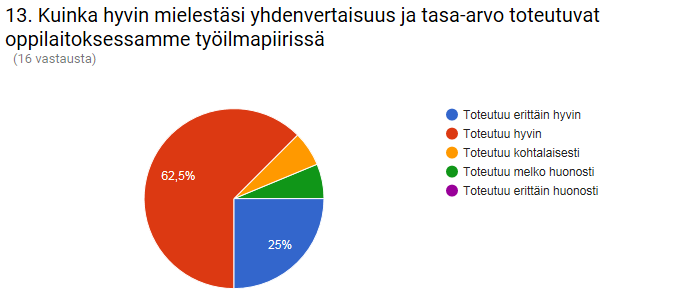 13. Kuinka hyvin mielestäsi yhdenvertaisuus ja tasa-arvo toteutuvat
oppilaitoksessamme työilmapiirissä
(16 vastausta)
62,5%
25%
Toteutuu erittäin hyvin
Toteutuu hyvin
Toteutuu kohtalaisesti
Toteutuu melko huonosti
Toteutuu erittäin huonosti